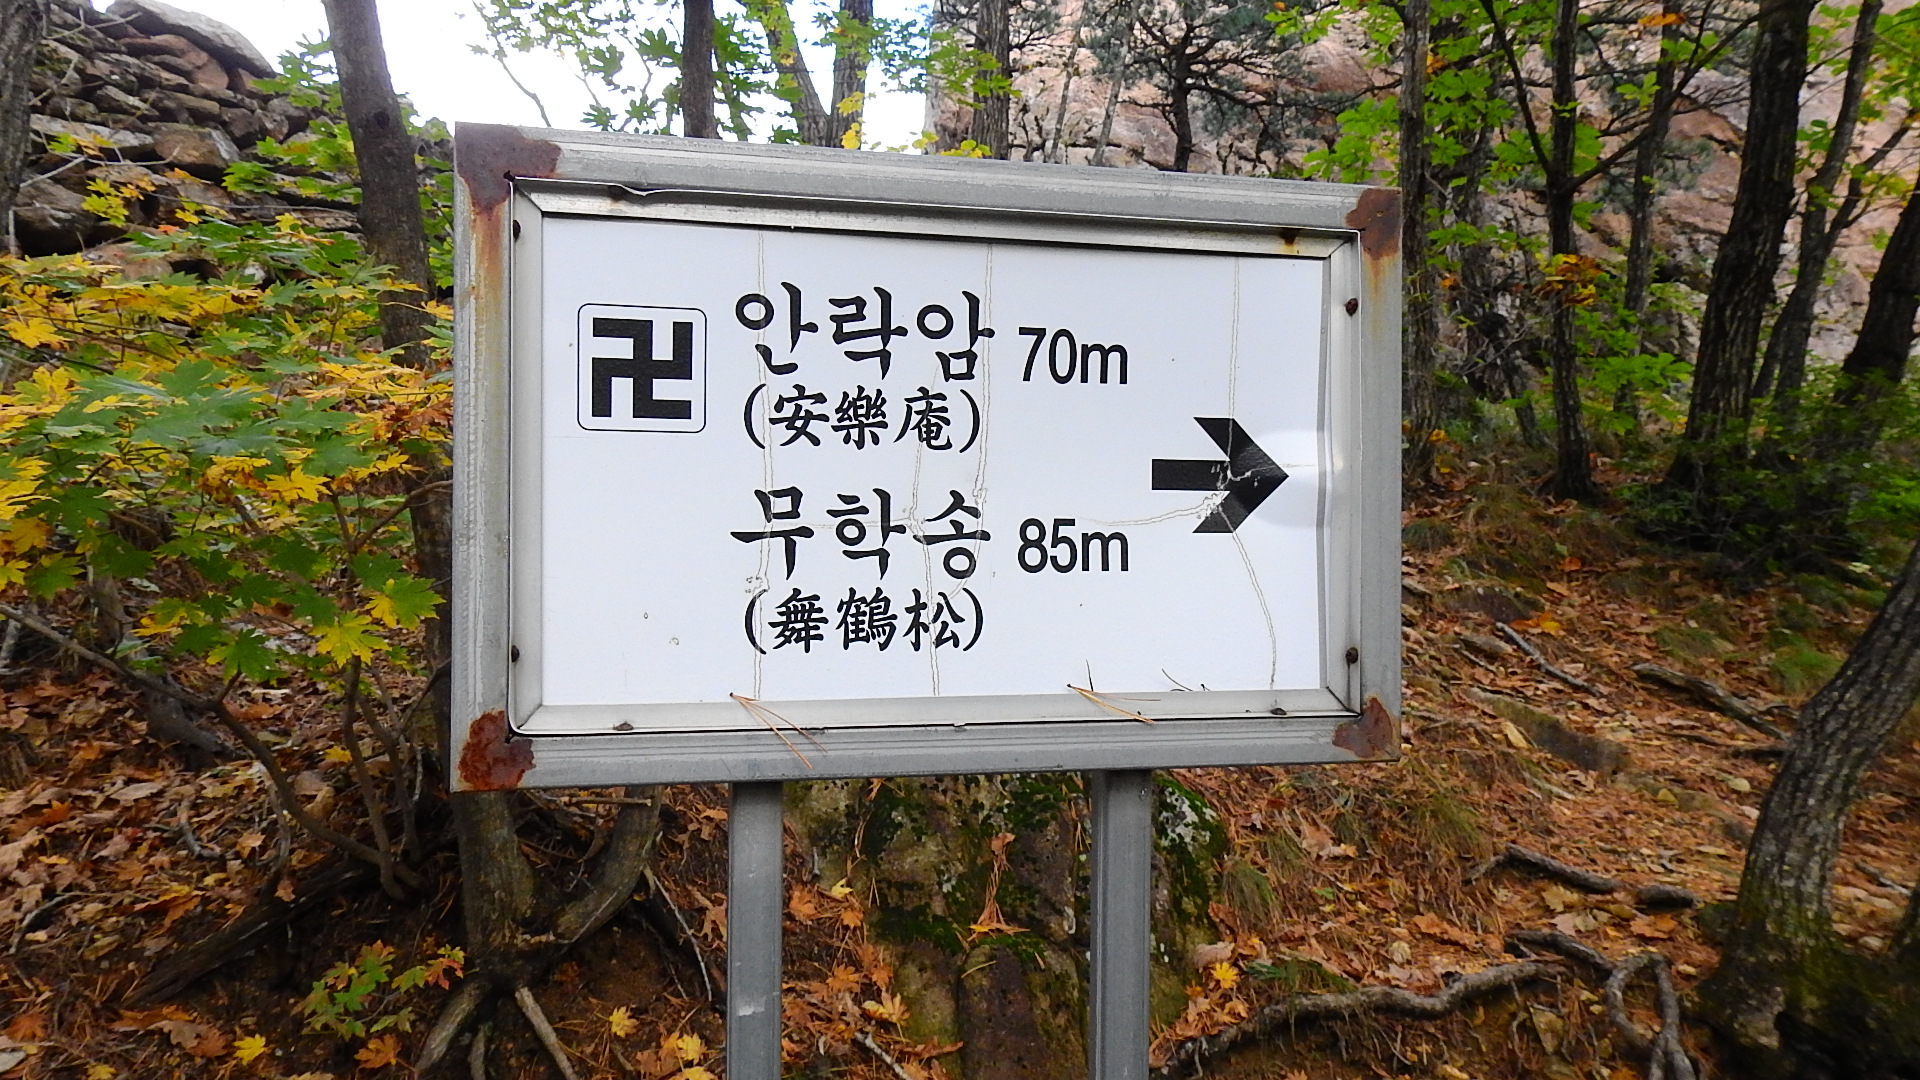 卍 안락암 70m
(安樂庵)
무학송 85m
(舞鶴松)